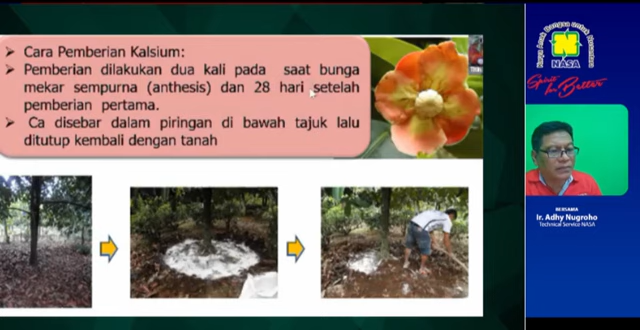 Cara Pemberian Kalsium:
Pemberian dilakukan dua kali pada saat bunga
mekar sempurna (anthesis) dan 28 hari setelah
pemberian pertama.
Ca disebar dalam piringan di bawah tajuk lalu
ditutup kembali dengan tanah
NASA
Spirit In Better
BERSAMA
Ir. Adhy Nugroho
Technical Service NASA